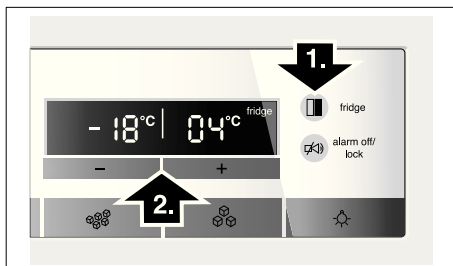 1.
fridge
-18°C 04°C fridge
alarm off/
lock
- +
2.